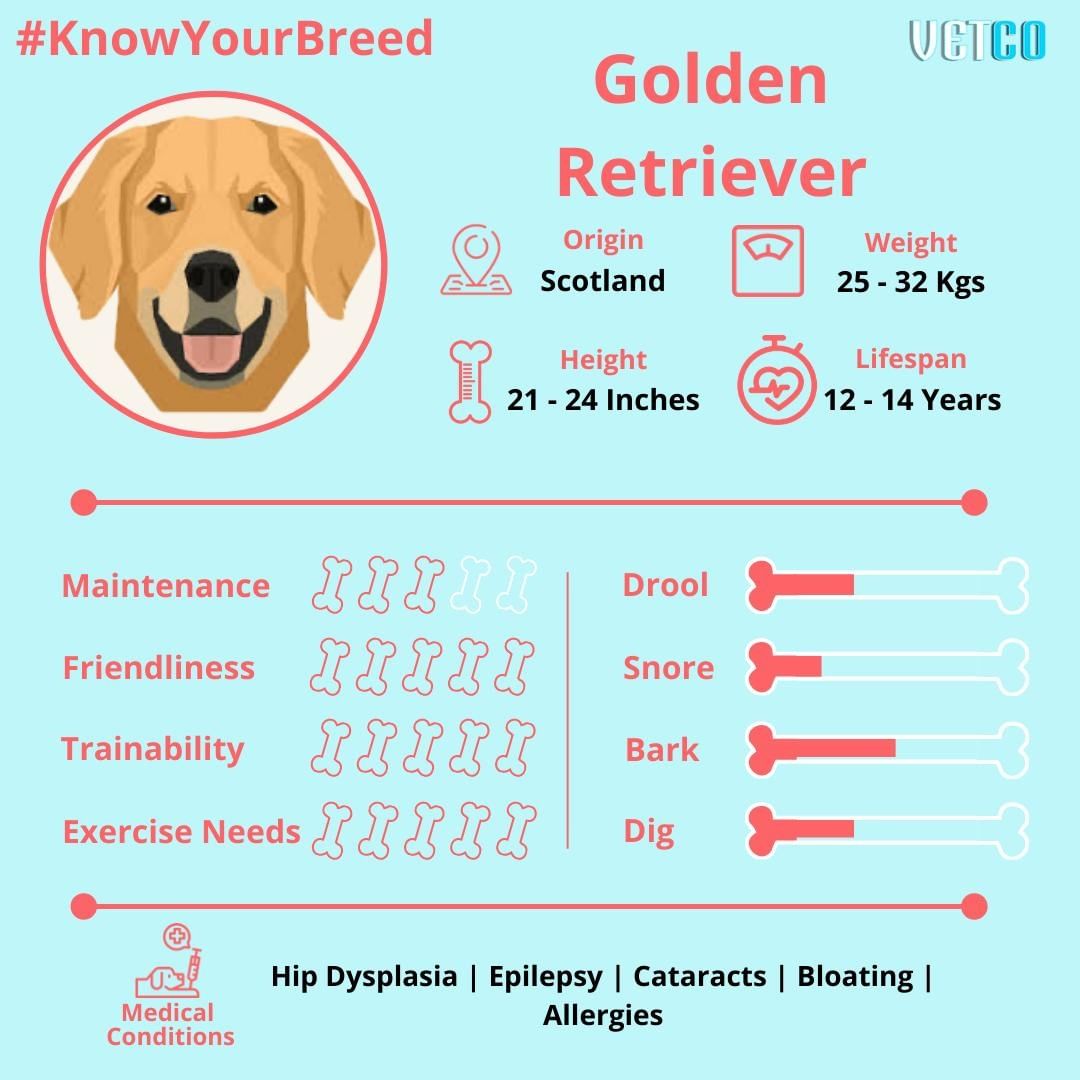 #KnowYourBreed
VETCO
Golden
Retriever
Origin
Scotland
Weight
25 - 32 Kgs
Height
21 - 24 Inches
Lifespan
12 - 14 Years
Maintenance
Friendliness
Trainability
Exercise Needs
Drool
Snore
Bark
Dig
Medical
Conditions
Hip Dysplasia | Epilepsy | Cataracts | Bloating |
Allergies